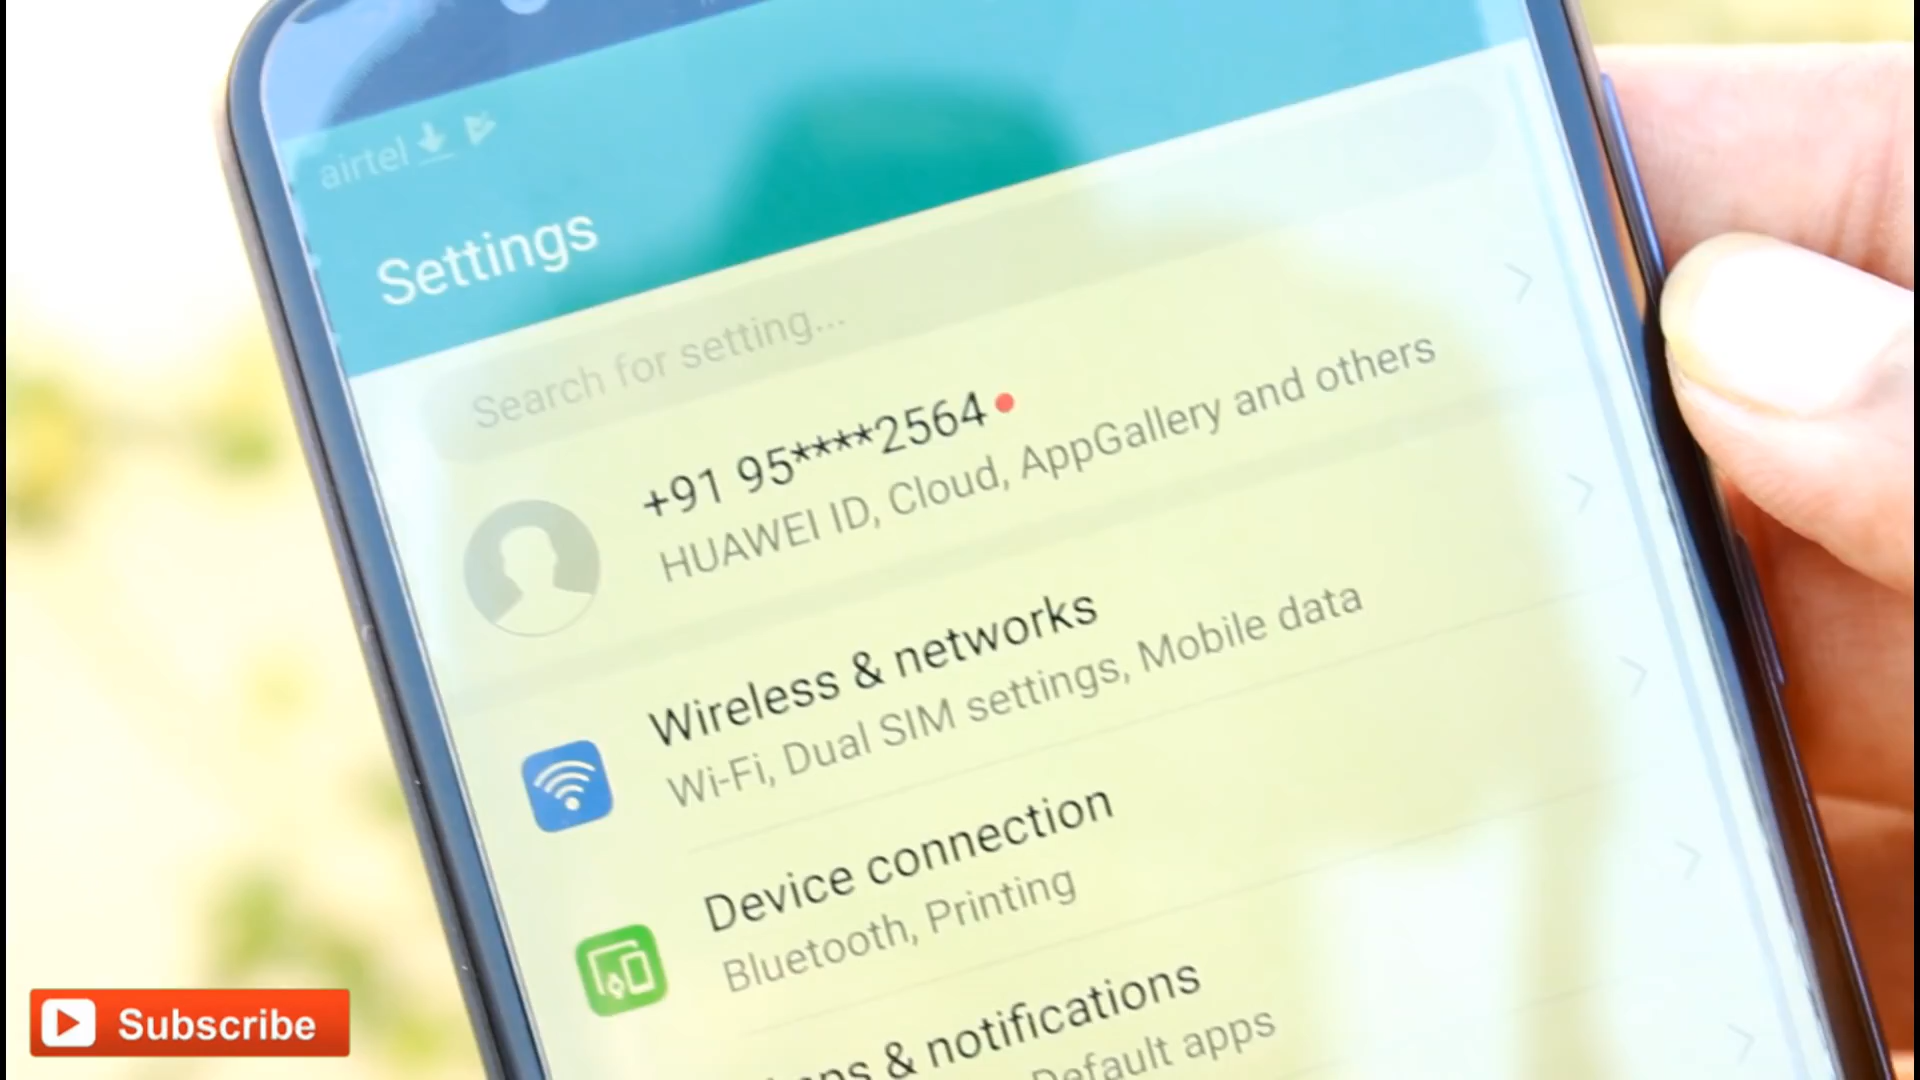 airtel
Settings
Search for setting...
+91 95****2564
HUAWEI ID, Cloud, AppGallery and others
Wireless & networks
Wi-Fi, Dual SIM settings, Mobile data
Device connection
Bluetooth, Printing
& notifications
Default apps
Subscribe